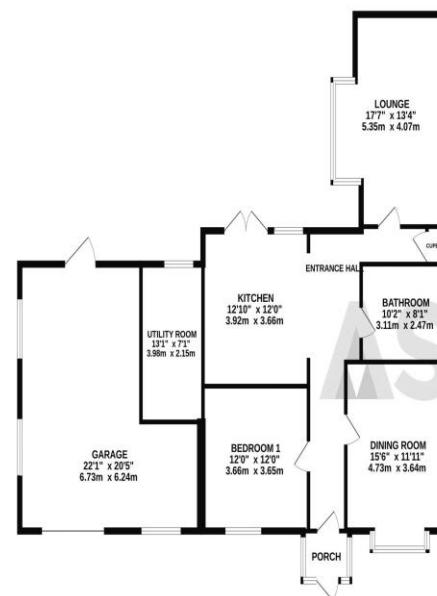 LOUNGE
17'7" x 13'4"
5.35m x 4.07m
ENTRANCE HALL
KITCHEN
12'10" x 12'0"
3.92m x 3.66m
BATHROOM
10'2" x 8'1"
3.11m x 2.47m
UTILITY ROOM
13'1" x 7'1"
3.98m x 2.15m
GARAGE
22'1" x 20'5"
6.73m x 6.24m
BEDROOM 1
12'0" x 12'0"
3.66m x 3.65m
DINING ROOM
15'6" x 11'11"
4.73m x 3.64m
PORCH
AS